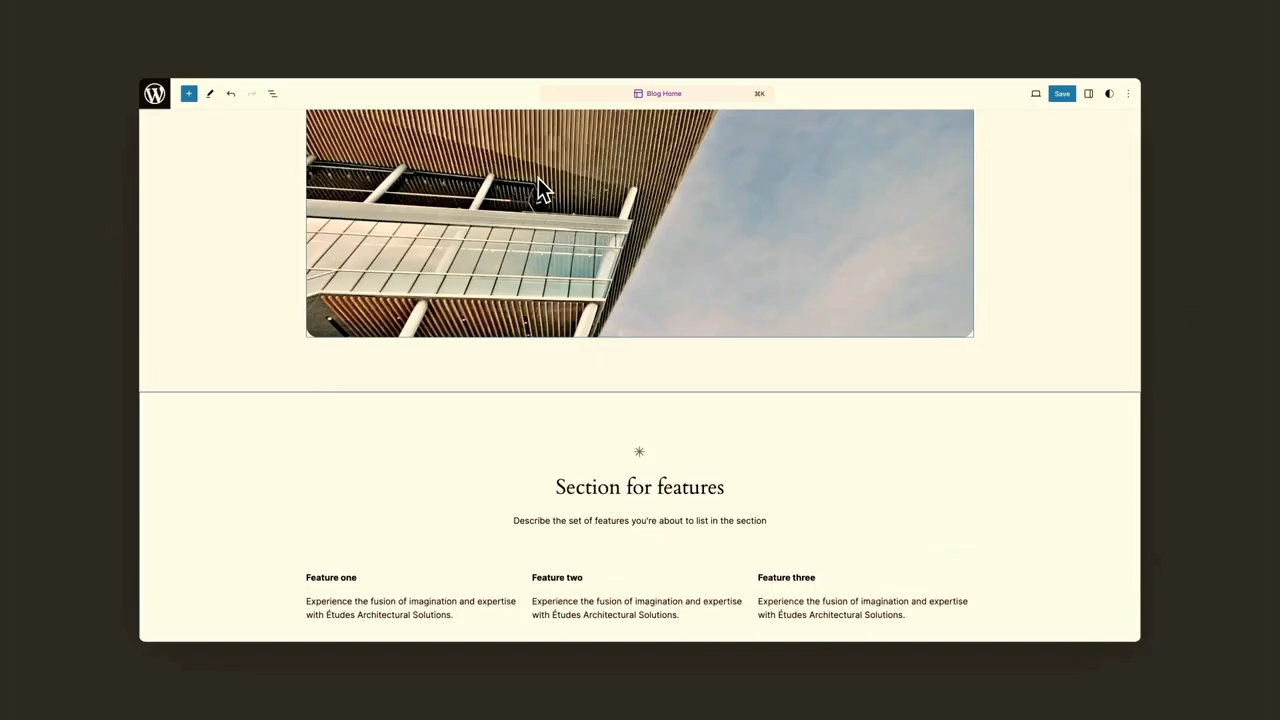 Blog Home
⌘K
Save
Section for features
Describe the set of features you're about to list in the section
Feature one
Feature two
Feature three
Experience the fusion of imagination and expertise
with Études Architectural Solutions.
Experience the fusion of imagination and expertise
with Études Architectural Solutions.
Experience the fusion of imagination and expertise
with Études Architectural Solutions.